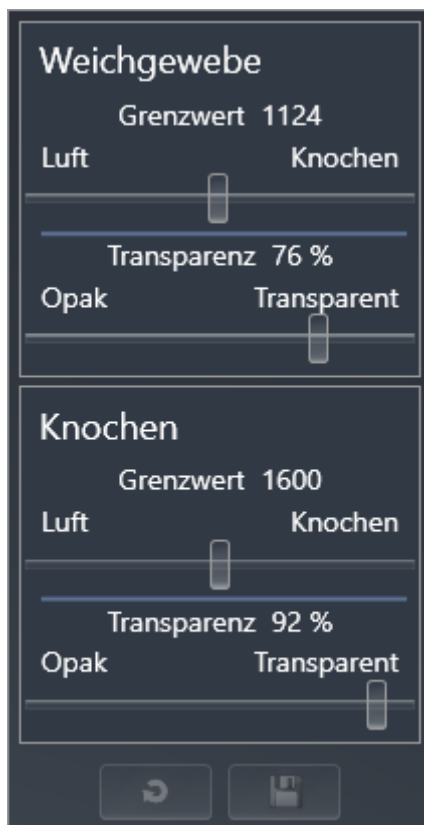 Weichgewebe
Grenzwert 1124
Luft Knochen
Transparenz 76 %
Opak Transparent
Knochen
Grenzwert 1600
Luft Knochen
Transparenz 92 %
Opak Transparent